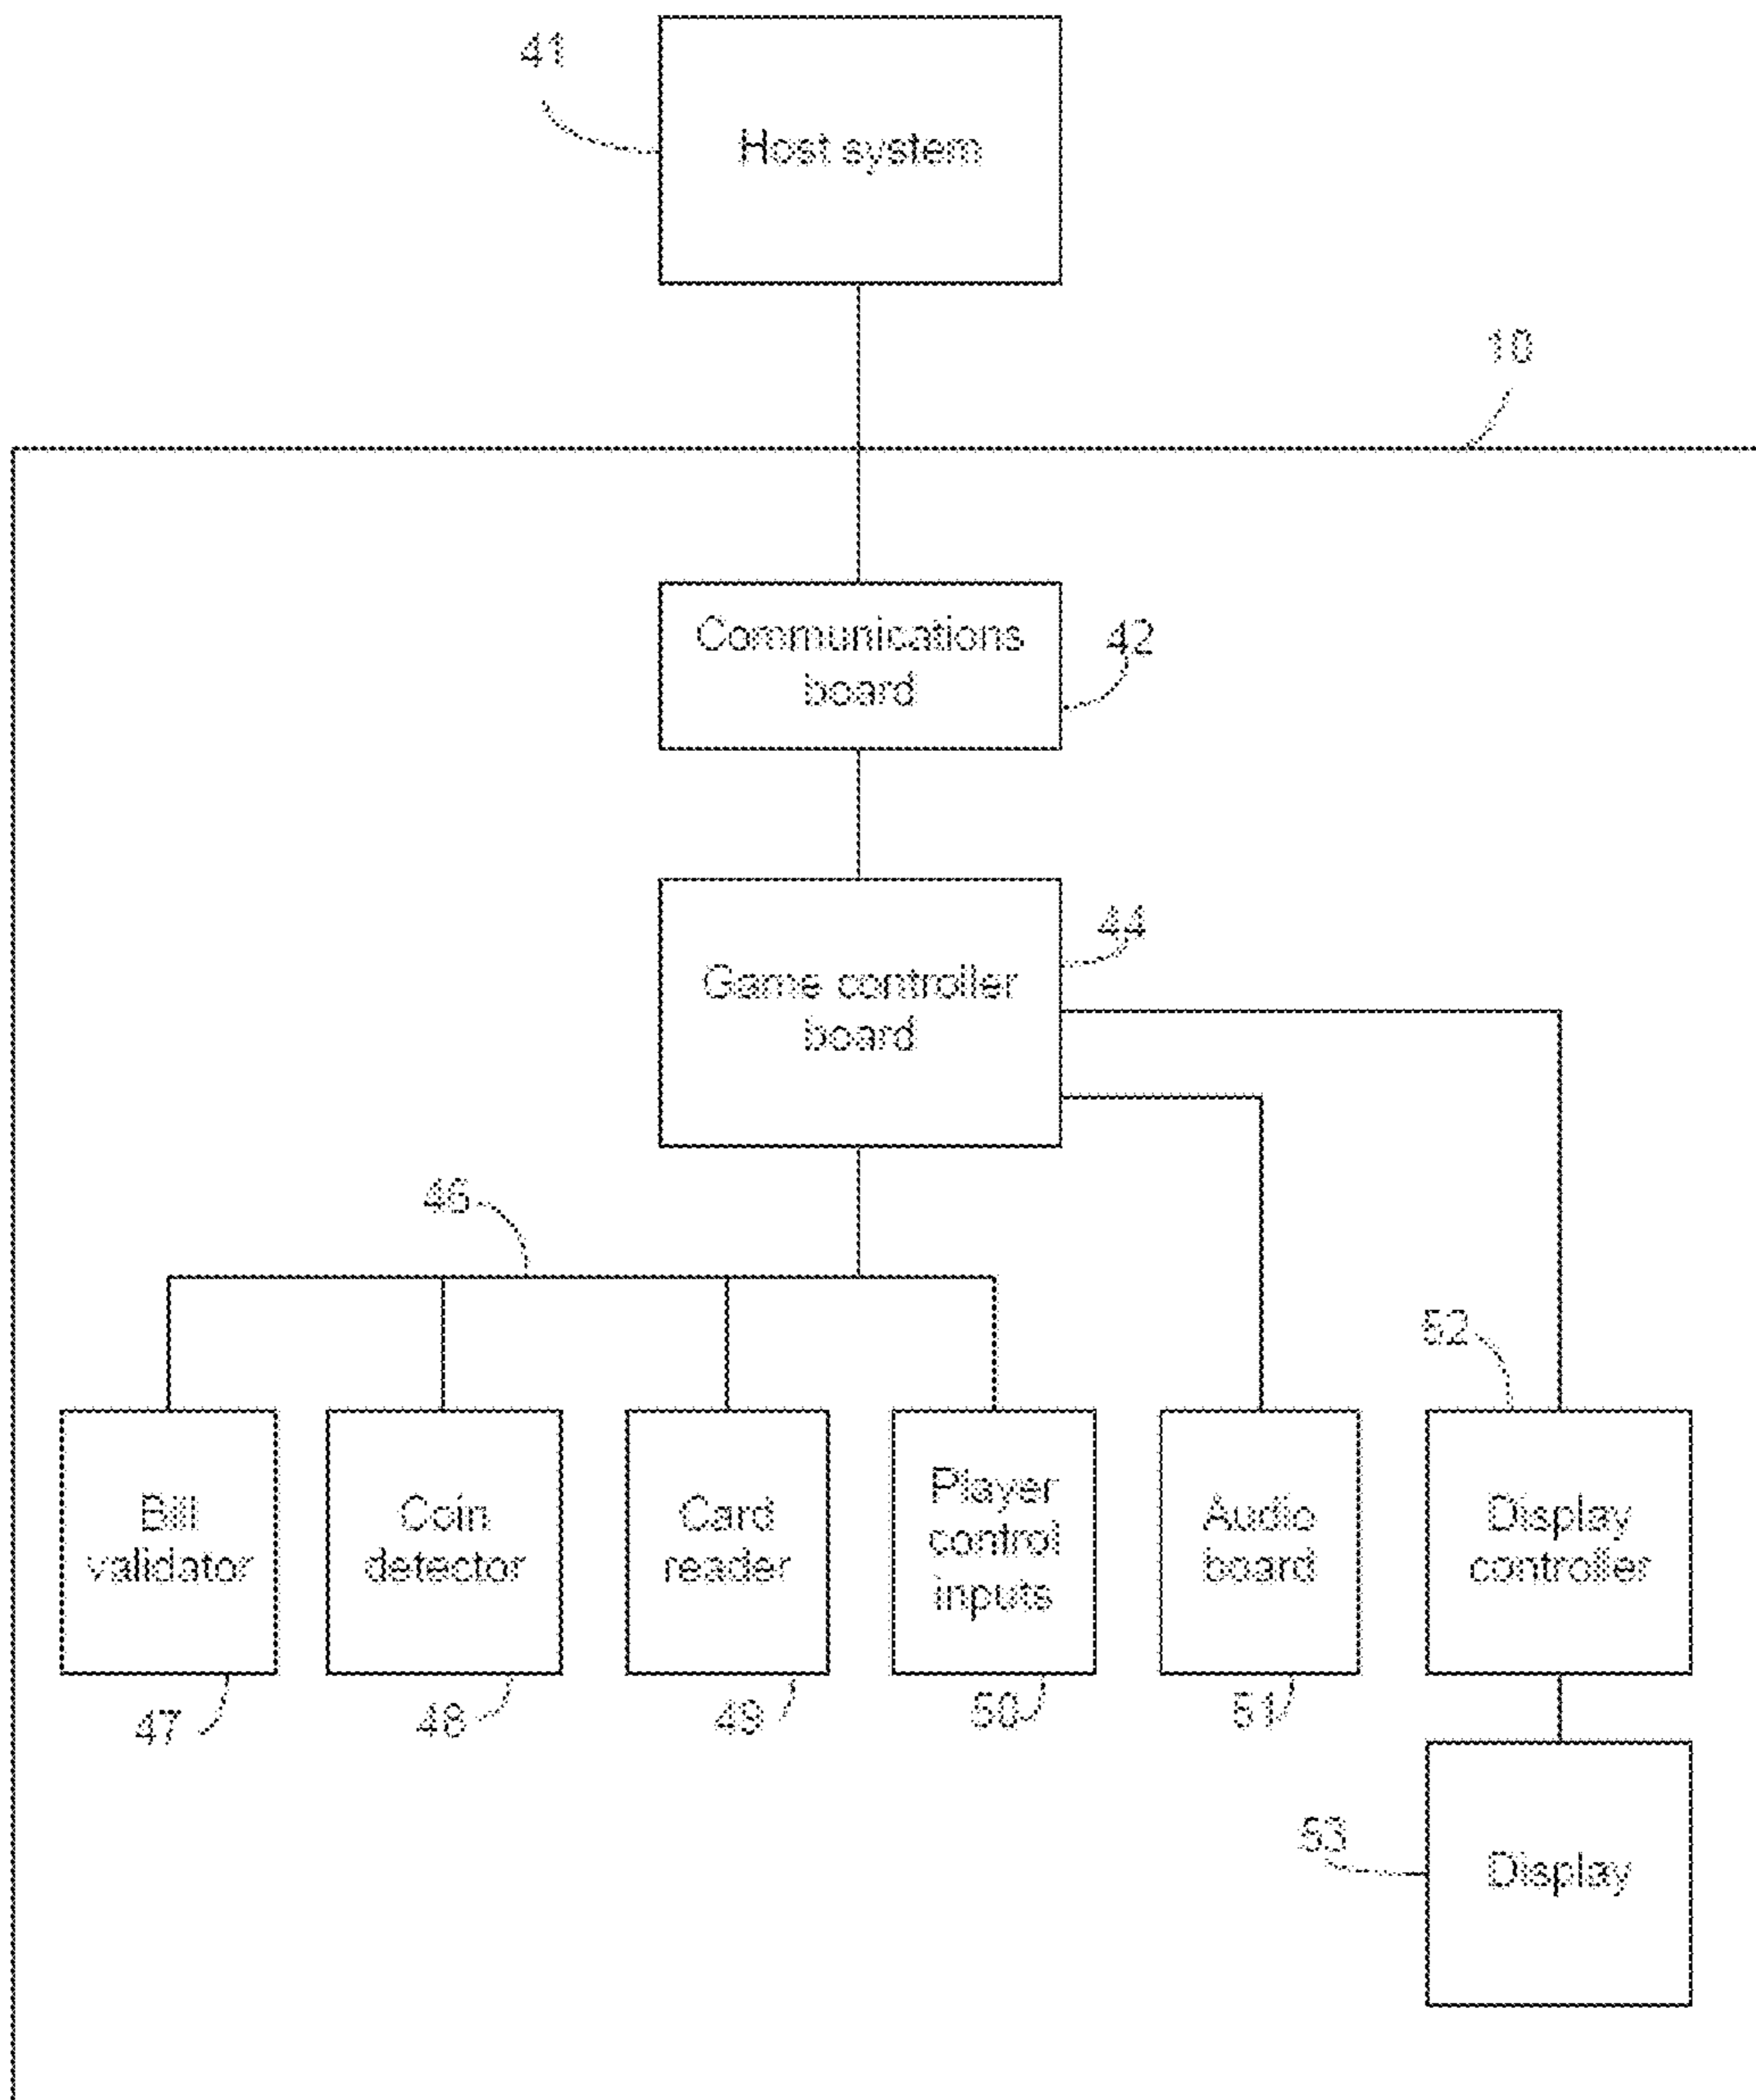 41
Host system
10
Communications
board
42
44
Game controller
board
46
52
Bill
validator
Coin
detector
Card
reader
Player
control
inputs
Audio
board
Display
controller
47
48
49
50
51
53
Display